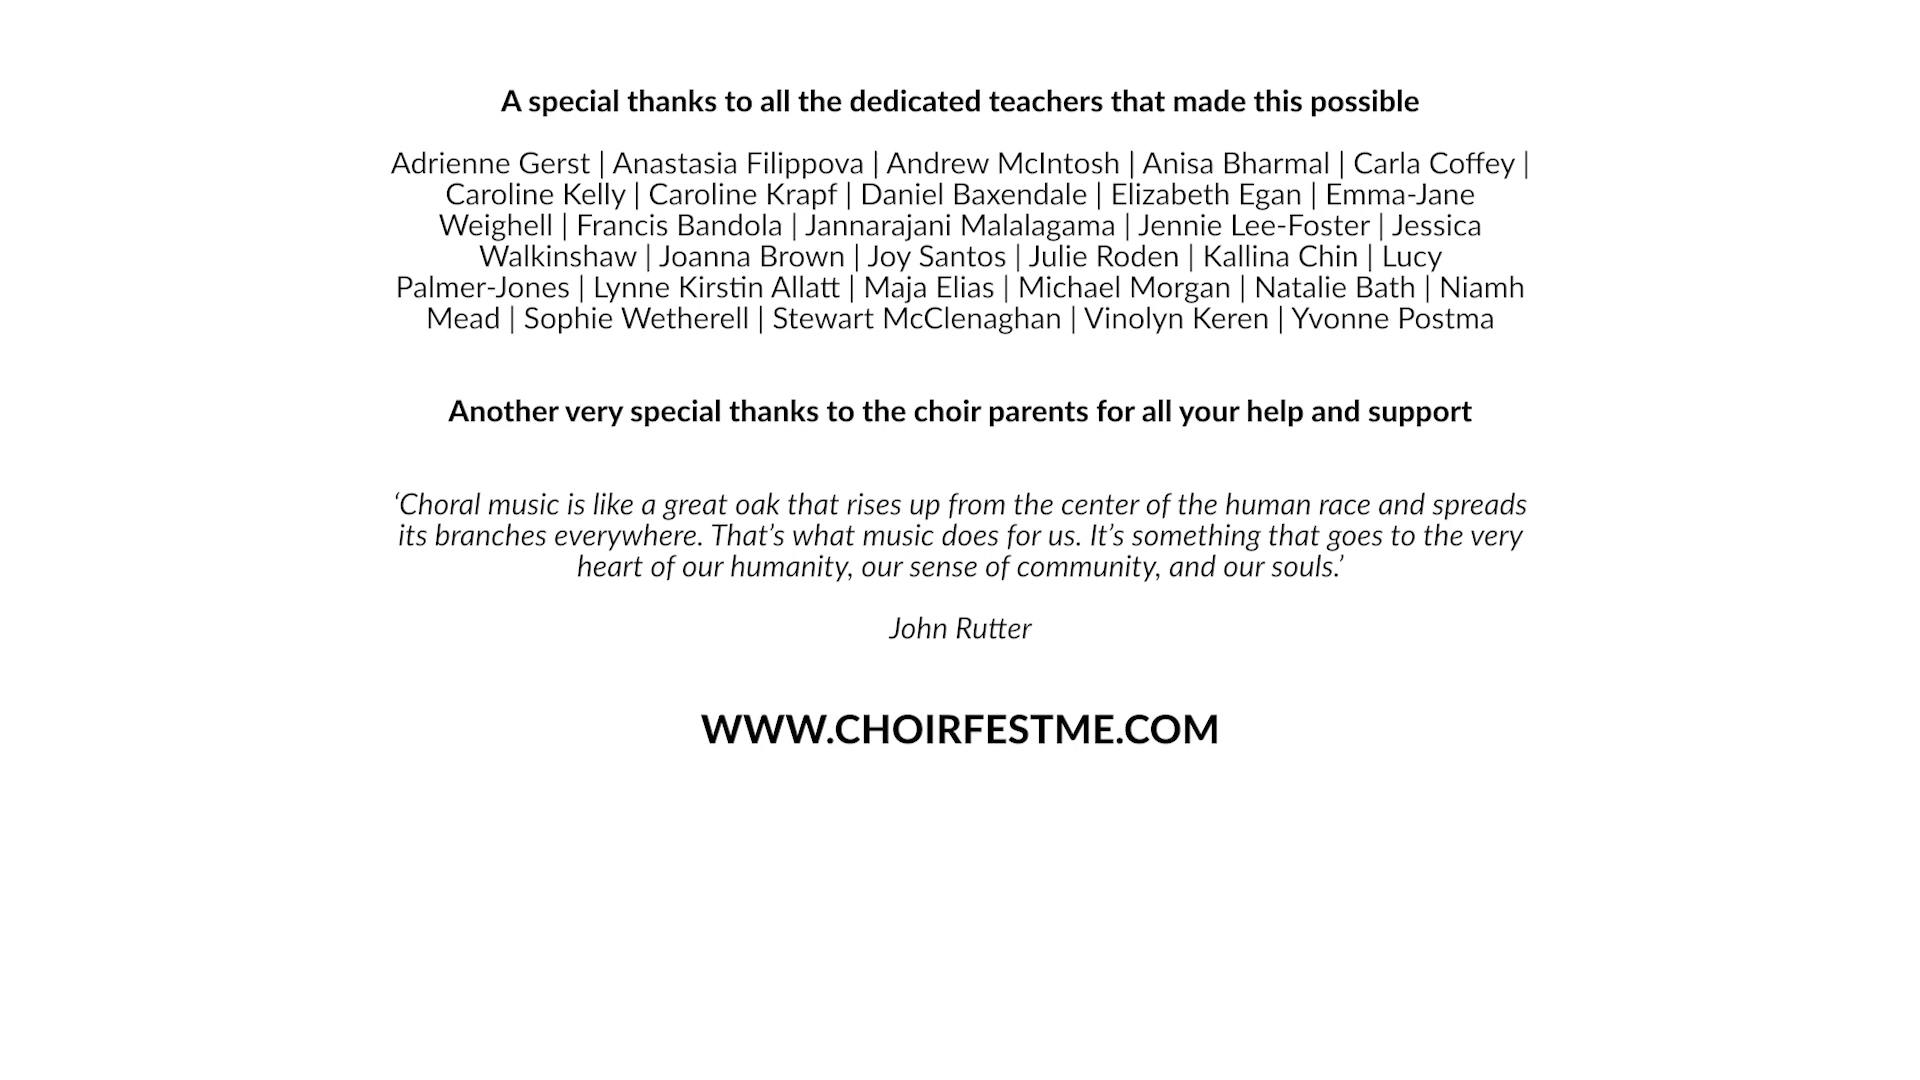 A special thanks to all the dedicated teachers that made this possible
Adrienne Gerst | Anastasia Filippova | Andrew McIntosh | Anisa Bharmal | Carla Coffey |
Caroline Kelly | Caroline Krapf | Daniel Baxendale | Elizabeth Egan | Emma-Jane
Weighell | Francis Bandola | Jannarajani Malalagama | Jennie Lee-Foster | Jessica
Walkinshaw | Joanna Brown | Joy Santos | Julie Roden | Kallina Chin | Lucy
Palmer-Jones | Lynne Kirstin Allatt | Maja Elias | Michael Morgan | Natalie Bath | Niamh
Mead | Sophie Wetherell | Stewart McClenaghan | Vinolyn Keren | Yvonne Postma
Another very special thanks to the choir parents for all your help and support
‘Choral music is like a great oak that rises up from the center of the human race and spreads
its branches everywhere. That’s what music does for us. It’s something that goes to the very
heart of our humanity, our sense of community, and our souls.’
John Rutter
WWW.CHOIRFESTME.COM